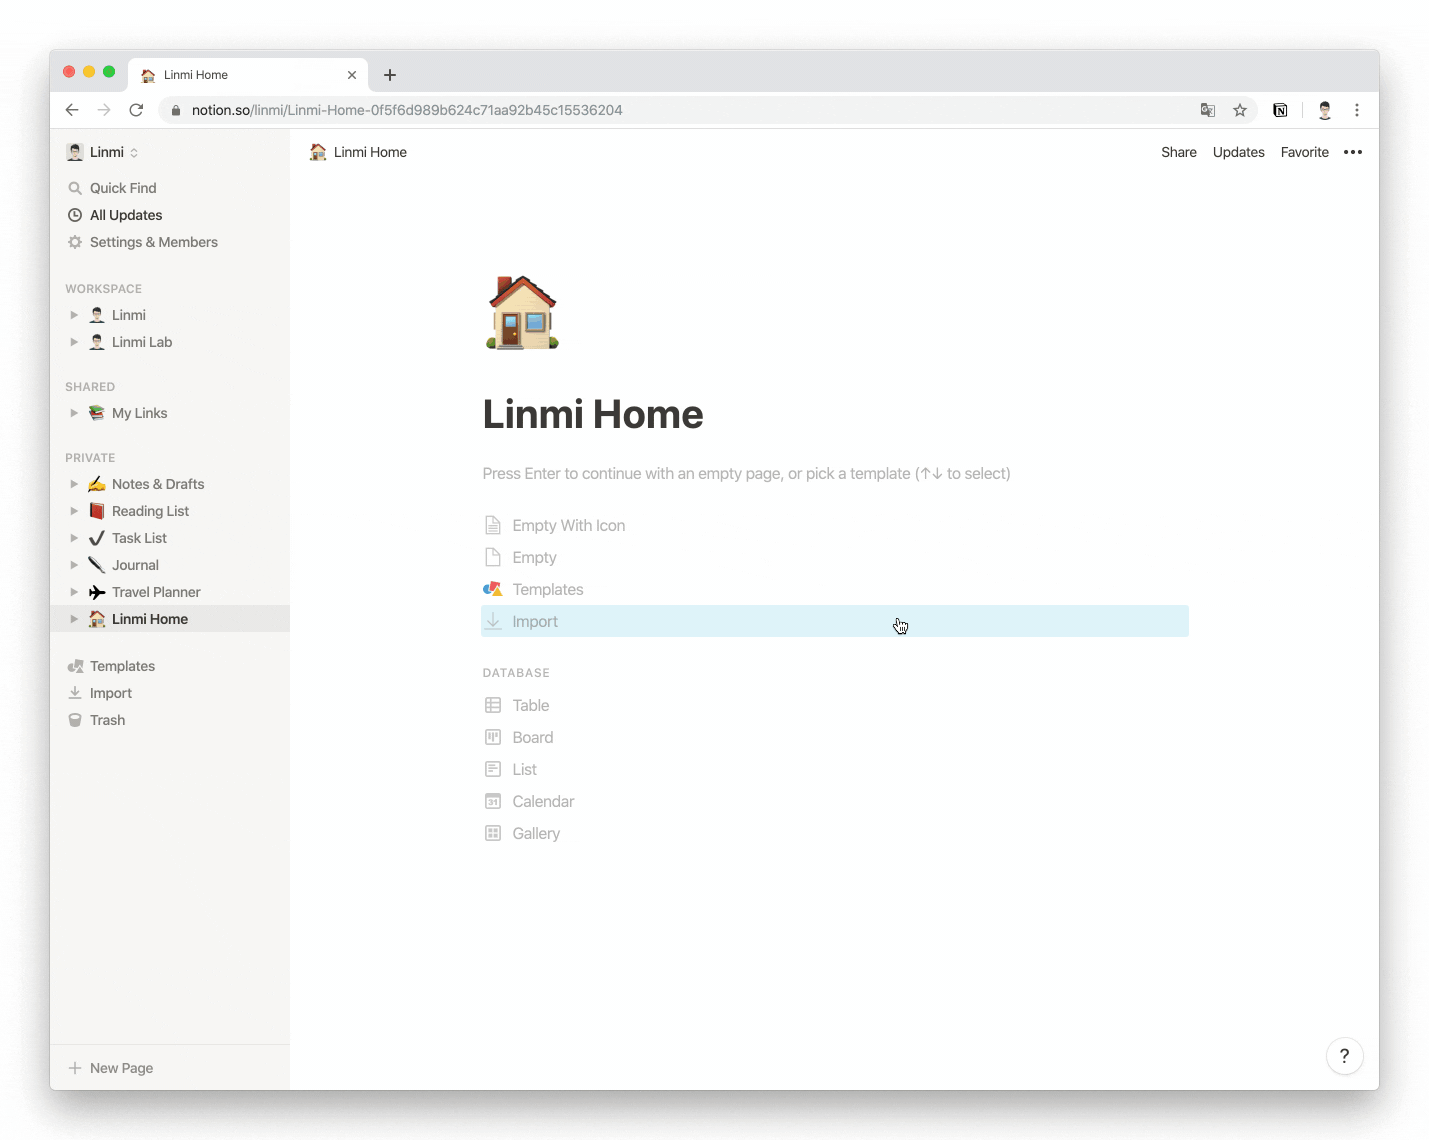 Linmi Home
notion.so/linmi/Linmi-Home-0f5f6d989b624c71aa92b45c15536204
Linmi
Quick Find
All Updates
Settings & Members
WORKSPACE
Linmi
Linmi Lab
SHARED
My Links
PRIVATE
Notes & Drafts
Reading List
Task List
Journal
Travel Planner
Linmi Home
Templates
Import
Trash
New Page
Linmi Home
Share Updates Favorite
Linmi Home
Press Enter to continue with an empty page, or pick a template (↑↓ to select)
Empty With Icon
Empty
Templates
Import
DATABASE
Table
Board
List
31 Calendar
Gallery
?